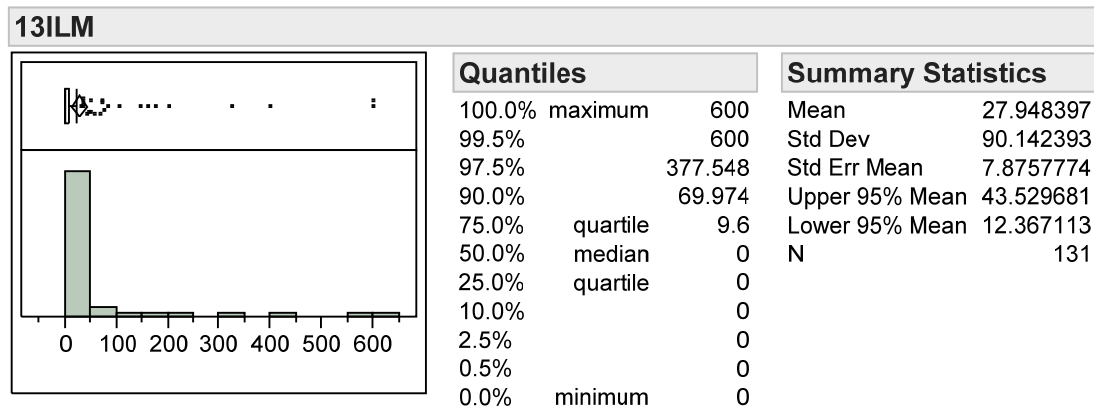 13ILM
0 100 200 300 400 500 600
Quantiles
100.0% maximum 600
99.5% 600
97.5% 377.548
90.0% 69.974
75.0% quartile 9.6
50.0% median 0
25.0% quartile 0
10.0% 0
2.5% 0
0.5% 0
0.0% minimum 0
Summary Statistics
Mean 27.948397
Std Dev 90.142393
Std Err Mean 7.8757774
Upper 95% Mean 43.529681
Lower 95% Mean 12.367113
N 131